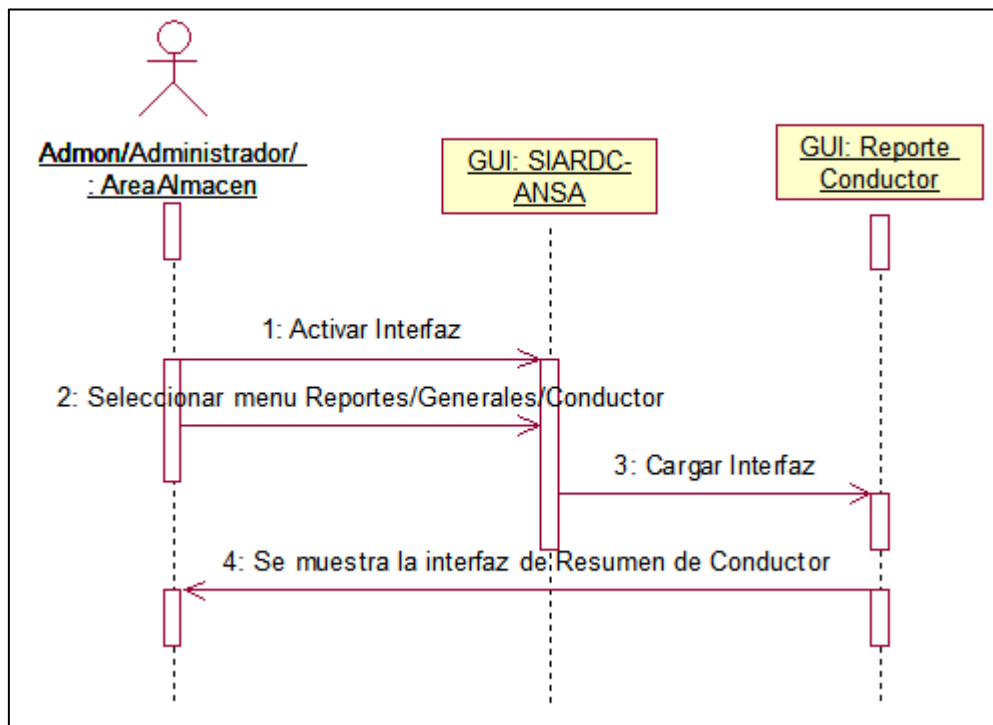 Admon/Administrador/
: AreaAlmacen
GUI: SIARDC-
ANSA
GUI: Reporte
Conductor
1: Activar Interfaz
2: Seleccionar menu Reportes/Generales/Conductor
3: Cargar Interfaz
4: Se muestra la interfaz de Resumen de Conductor